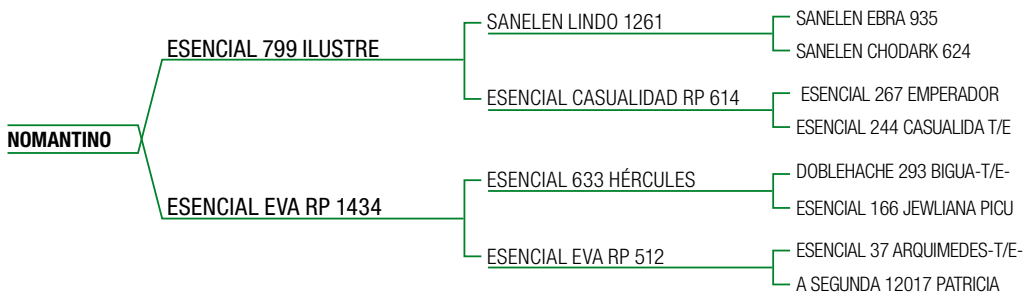 NOMANTINO
ESENCIAL 799 ILUSTRE
ESENCIAL EVA RP 1434
SANELEN LINDO 1261
ESENCIAL CASUALIDAD RP 614
ESENCIAL 633 HÉRCULES
ESENCIAL EVA RP 512
SANELEN EBRA 935
SANELEN CHODARK 624
ESENCIAL 267 EMPERADOR
ESENCIAL 244 CASUALIDA T/E
DOBLEHACHE 293 BIGUA-T/E-
ESENCIAL 166 JEWLIANA PICU
ESENCIAL 37 ARQUIMEDES-T/E-
A SEGUNDA 12017 PATRICIA